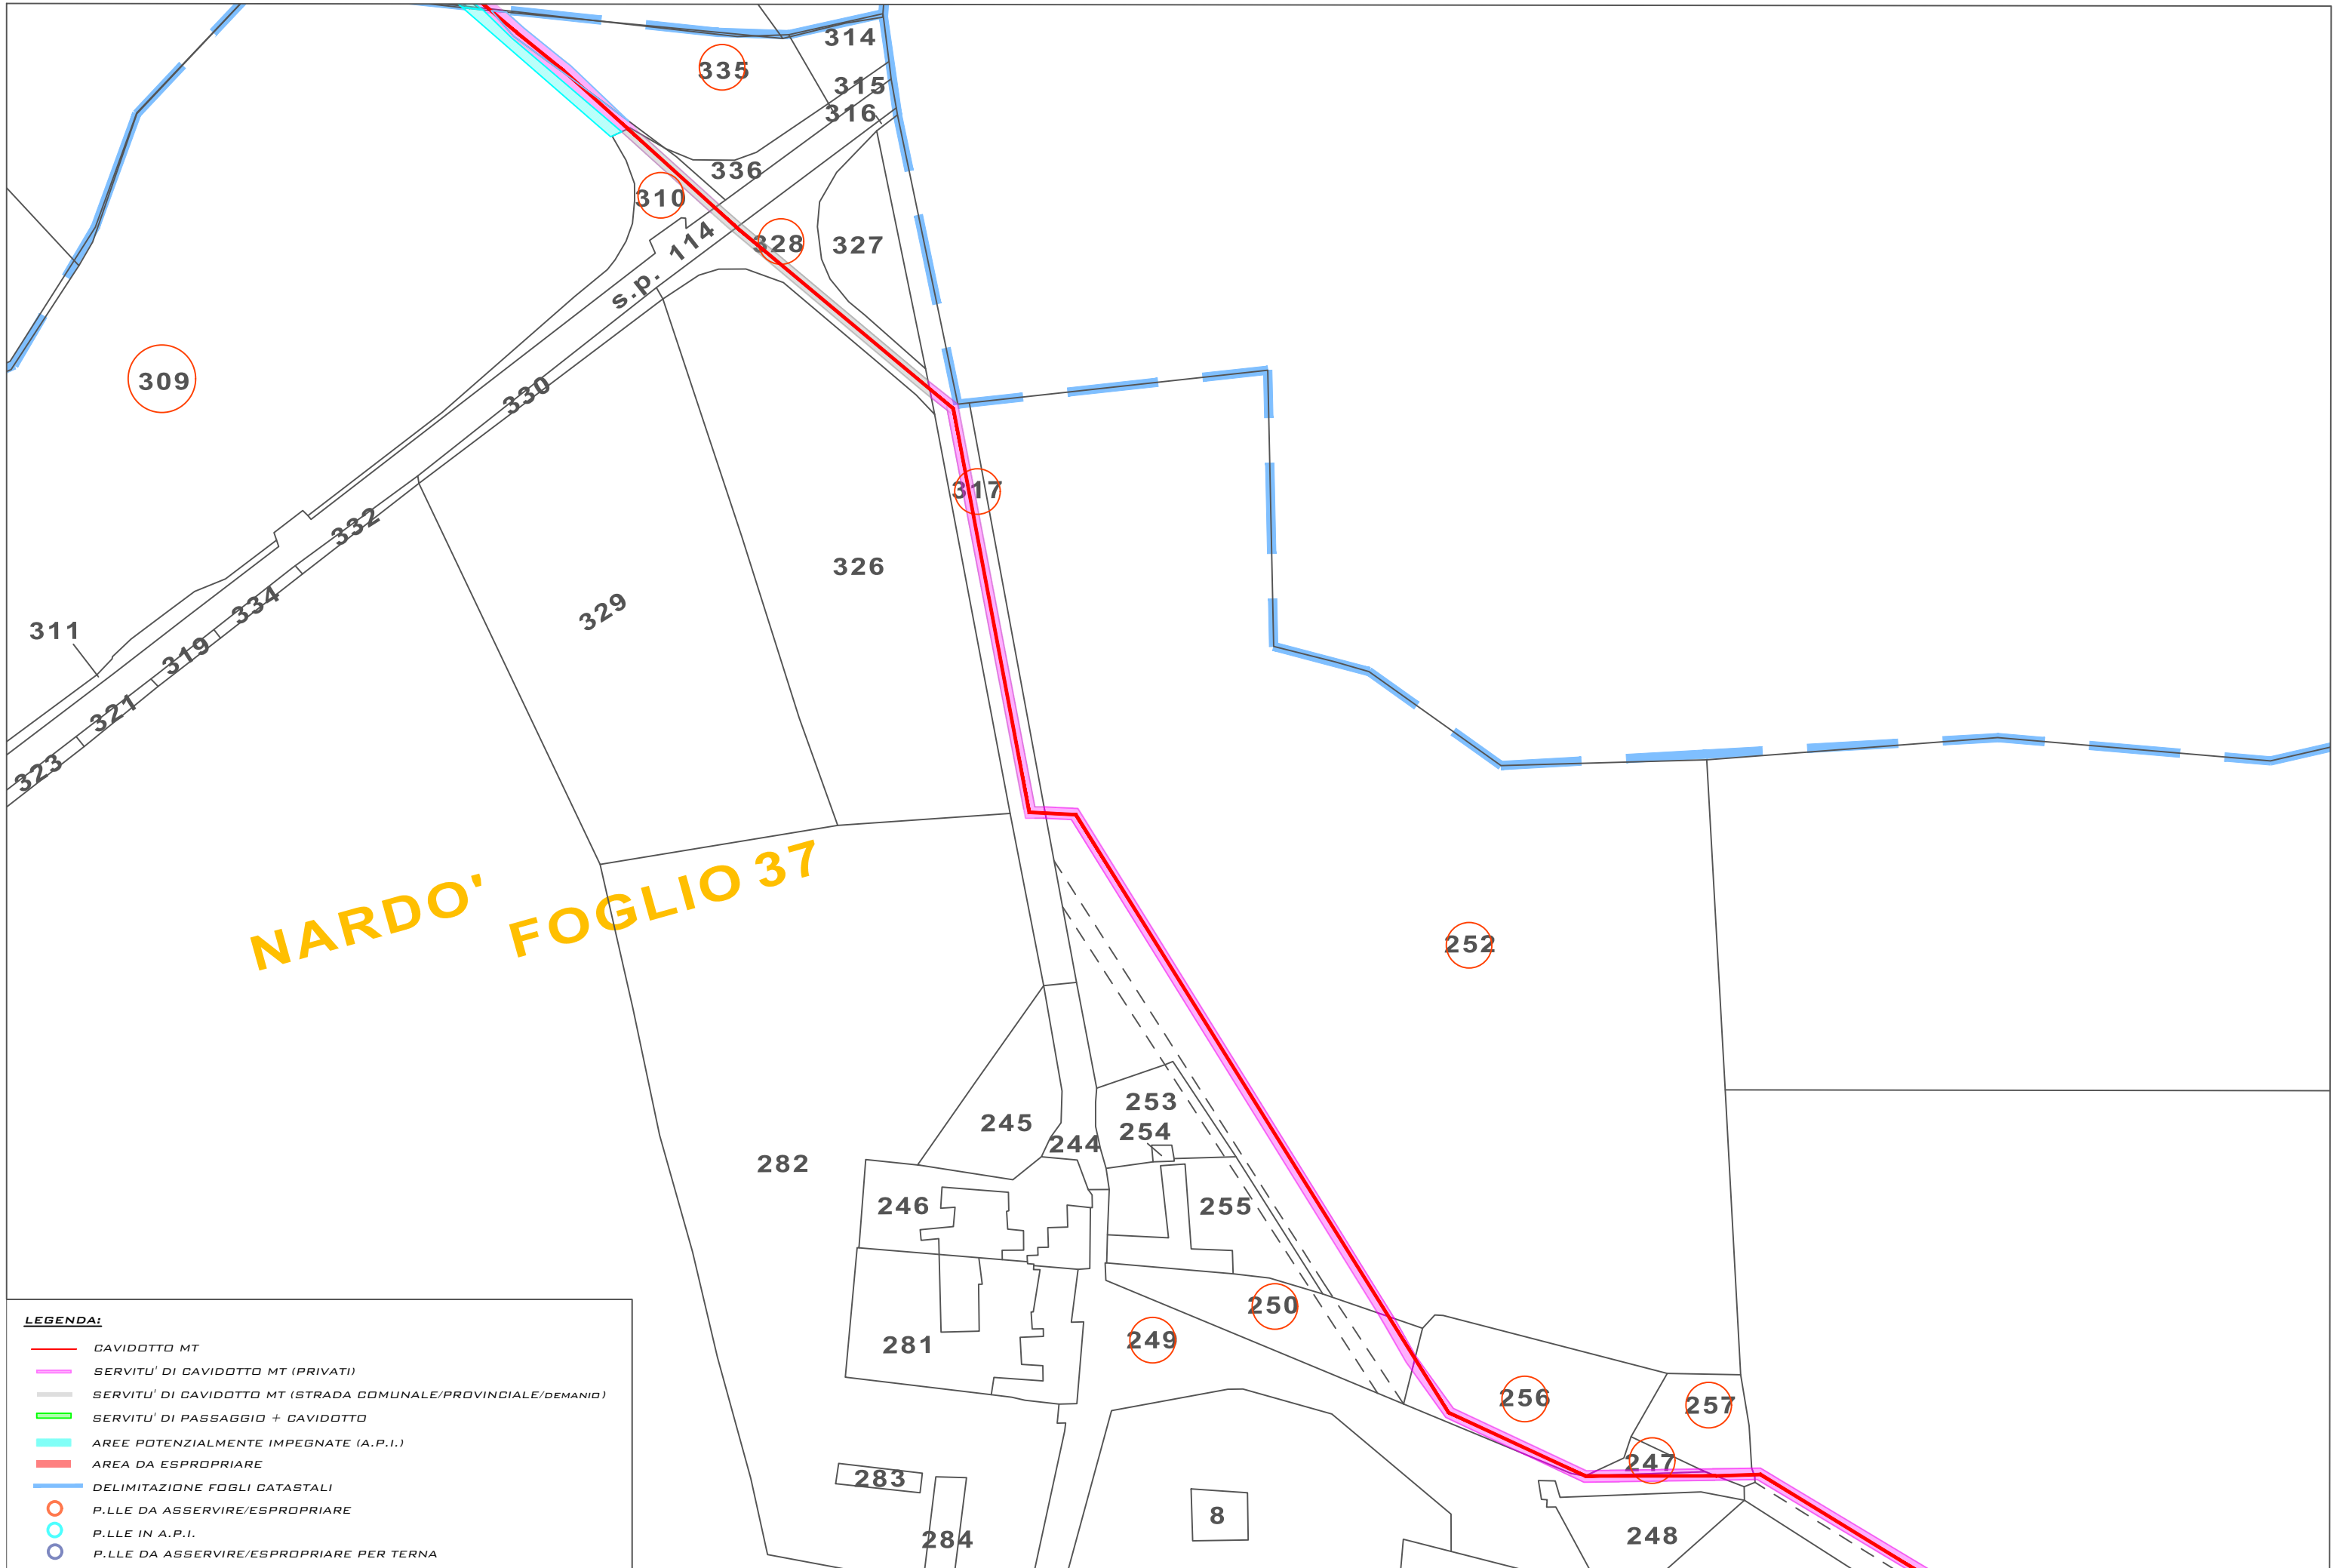 314
335
315
316
336
310
328
327
s.p. 114
309
330
317
332
326
329
334
311
319
321
323
NARDO' FOGLIO 37
252
253
245
254
244
282
246
255
250
249
281
256
257
247
283
8
248
284
LEGENDA:
CAVIDOTTO MT
SERVITU' DI CAVIDOTTO MT (PRIVATI)
SERVITU' DI CAVIDOTTO MT (STRADA COMUNALE/PROVINCIALE/DEMANIO)
SERVITU' DI PASSAGGIO + CAVIDOTTO
AREE POTENZIALMENTE IMPEGNATE (A.P.I.)
AREA DA ESPROPRIARE
DELIMITAZIONE FOGLI CATASTALI
P.LLE DA ASSERVIRE/ESPROPRIARE
P.LLE IN A.P.I.
P.LLE DA ASSERVIRE/ESPROPRIARE PER TERNA